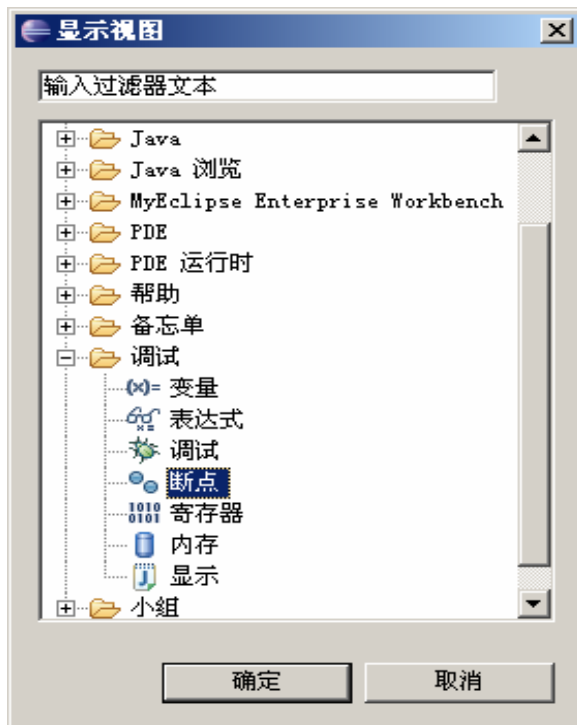 显示视图
输入过滤器文本
Java
Java 浏览
MyEclipse Enterprise Workbench
PDE
PDE 运行时
帮助
备忘单
调试
(x)= 变量
表达式
调试
断点
1010
0101 寄存器
内存
J 显示
小组
确定 取消